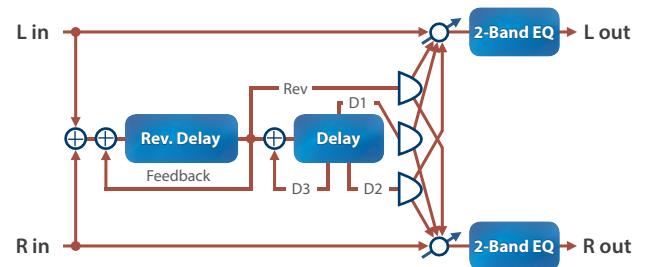 L in
2-Band EQ
L out
Rev
D1
Rev. Delay
Delay
Feedback
D3
D2
R in
2-Band EQ
R out